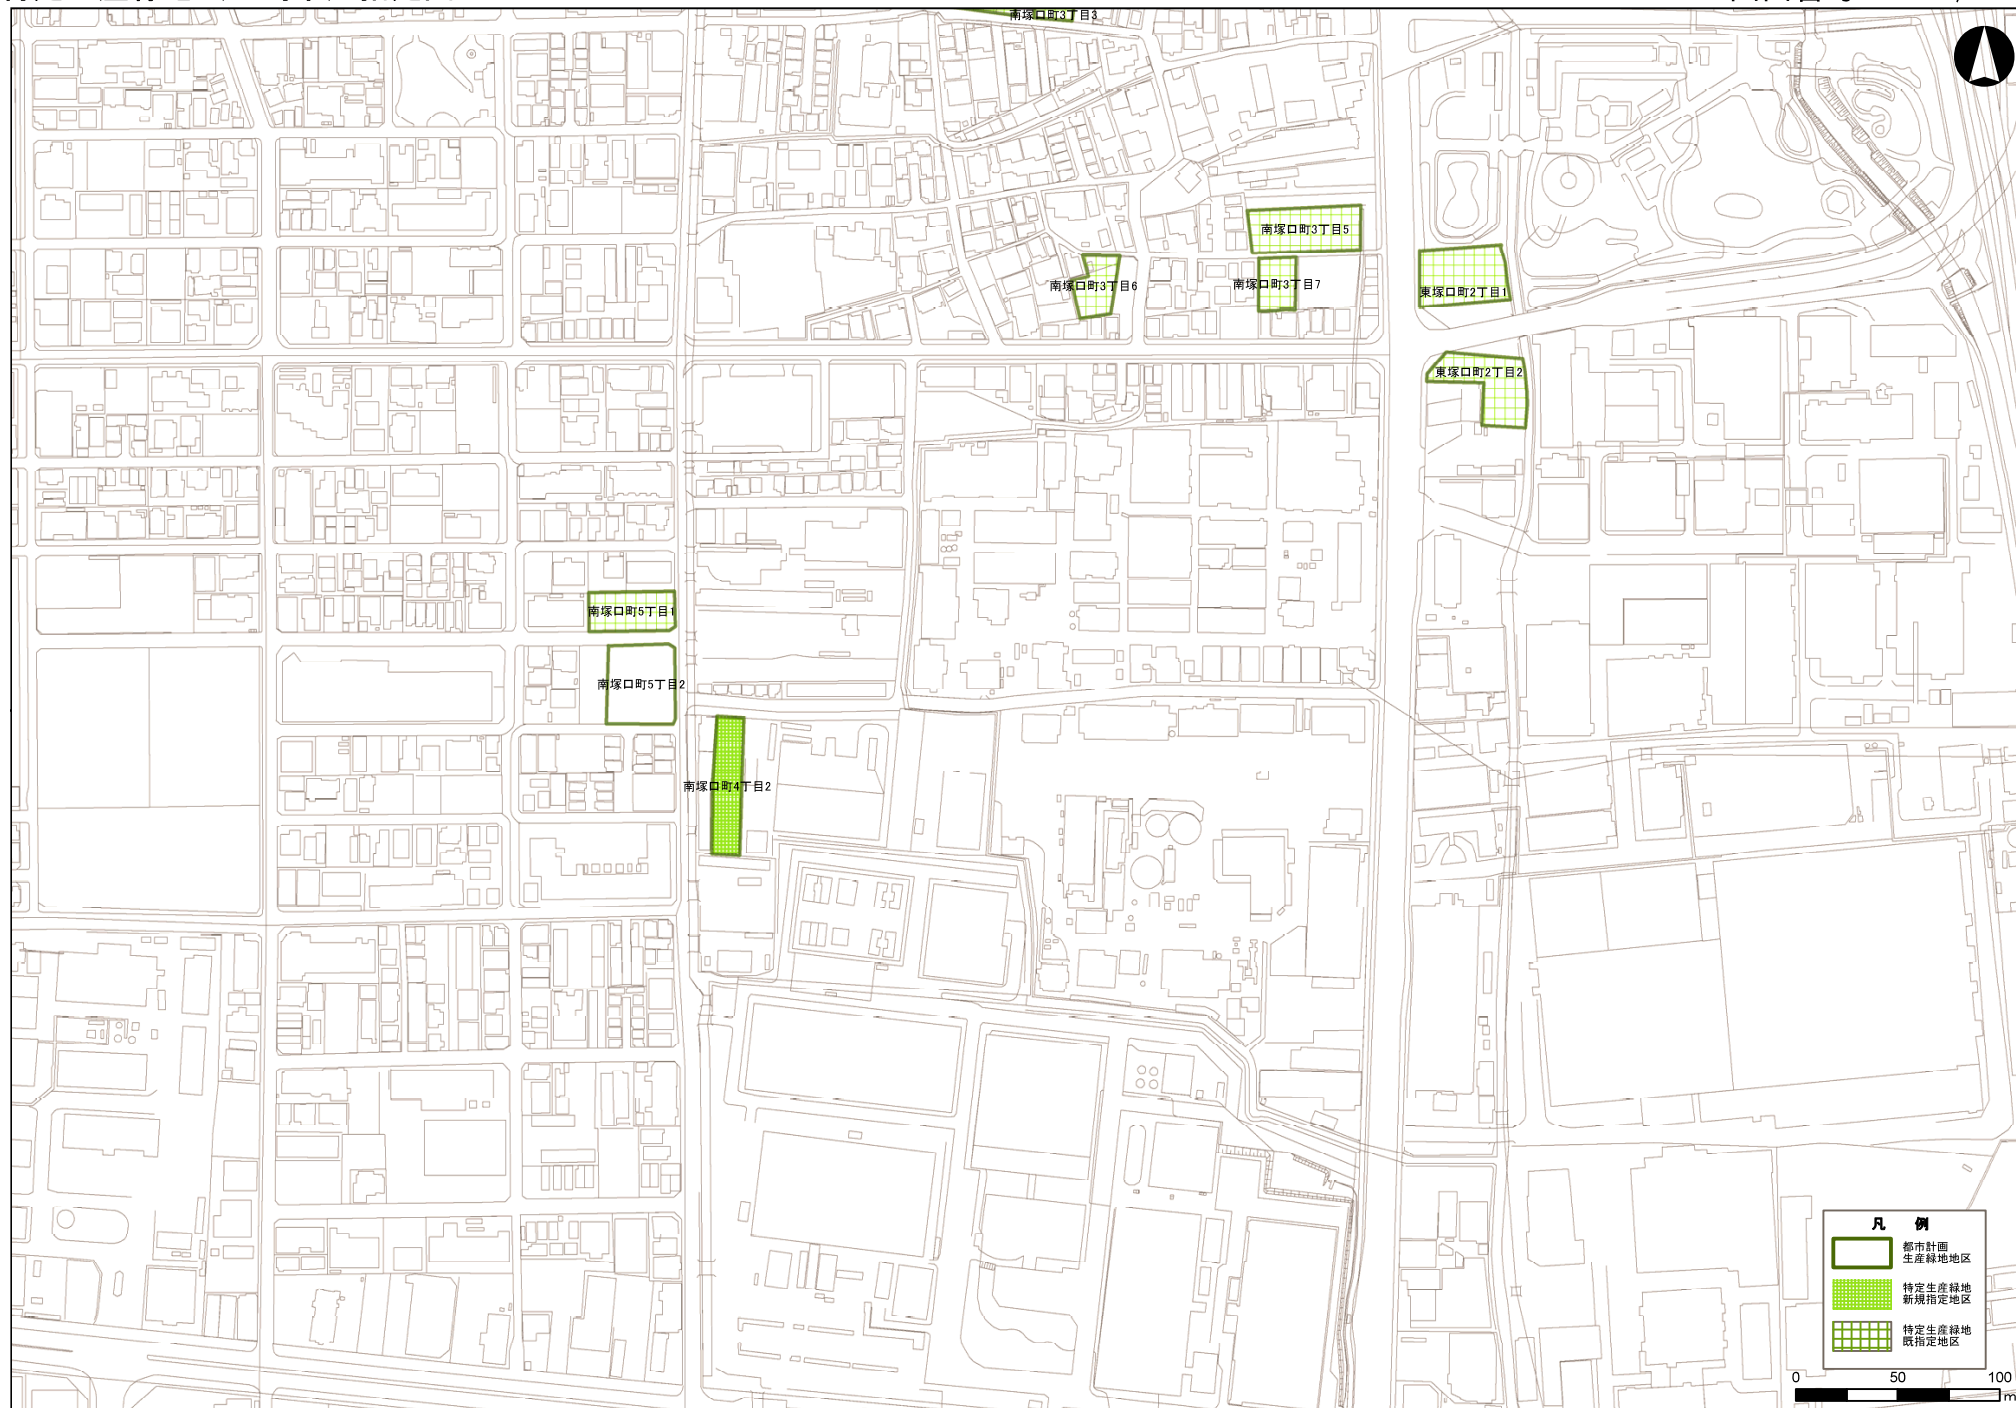 南塚口町3丁目3
南塚口町3丁目5
南塚口町3丁目6
南塚口町3丁目7
東塚口町2丁目1
東塚口町2丁目2
南塚口町5丁目1
南塚口町5丁目2
南塚口町4丁目2
凡 例
都市計画
生産緑地地区
特定生産緑地
新規指定地区
特定生産緑地
既指定地区
0 50 100
m